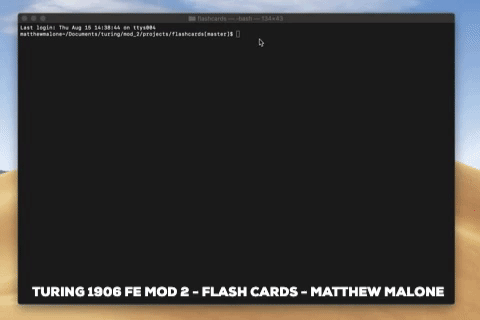 flashcards — -bash — 134×43
Last login: Thu Aug 15 14:38:44 on ttys004
matthewmalone~/Documents/turing/mod_2/projects/flashcards[master]$
TURING 1906 FE MOD 2 - FLASH CARDS - MATTHEW MALONE